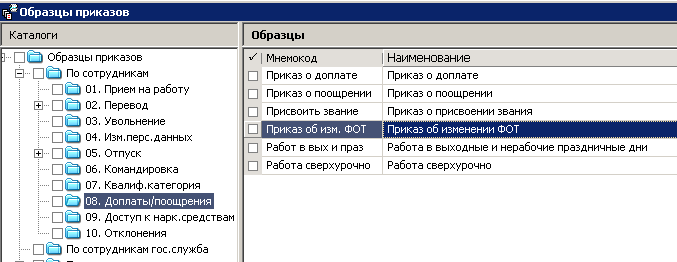 Образцы приказов
Каталоги
Образцы приказов
По сотрудникам
01. Прием на работу
02. Перевод
03. Увольнение
04. Изм.перс.данных
05. Отпуск
06. Командировка
07. Квалиф.категория
08. Доплаты/поощрения
09. Доступ к нарк.средствам
10. Отклонения
По сотрудникам гос.служба
Образцы
Мнемокод Наименование
Приказ о доплате Приказ о доплате
Приказ о поощрении Приказ о поощрении
Присвоить звание Приказ о присвоении звания
Приказ об изм. ФОТ Приказ об изменении ФОТ
Работ в вых и праз Работа в выходные и нерабочие праздничные дни
Работа сверхурочно Работа сверхурочно